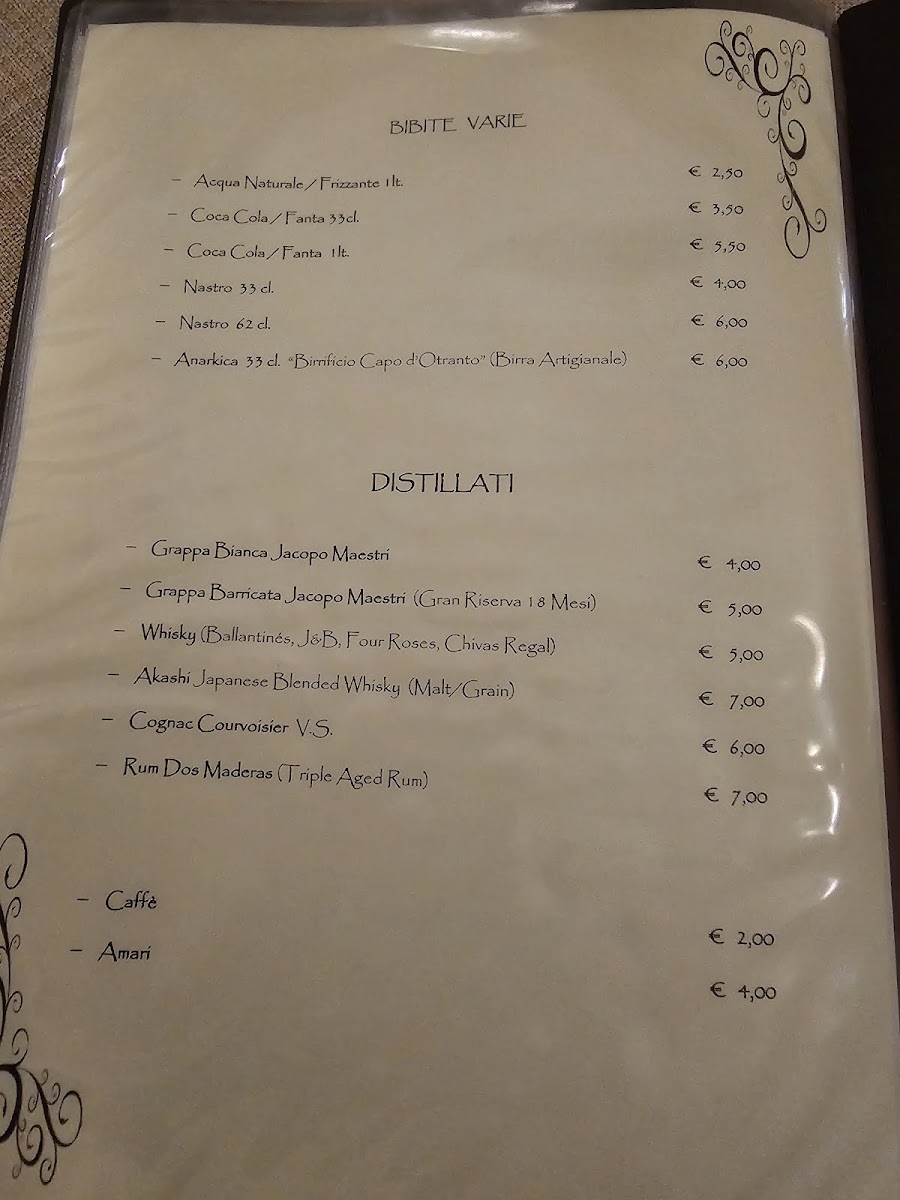 BIBITE VARIE
– Acqua Naturale / Frizzante 1lt. € 2,50
– Coca Cola / Fanta 33cl. € 3,50
– Coca Cola / Fanta 1lt. € 5,50
– Nastro 33 cl. € 4,00
– Nastro 62 cl. € 6,00
– Anarkica 33 cl. “Birrificio Capo d'Otranto” (Birra Artigianale) € 6,00
DISTILLATI
– Grappa Bianca Jacopo Maestri € 4,00
– Grappa Barricata Jacopo Maestri (Gran Riserva 18 Mesi) € 5,00
– Whisky (Ballantinés, J&B, Four Roses, Chivas Regal) € 5,00
– Akashi Japanese Blended Whisky (Malt/Grain) € 7,00
– Cognac Courvoisier V.S. € 6,00
– Rum Dos Maderas (Triple Aged Rum) € 7,00
– Caffè € 2,00
– Amari € 4,00